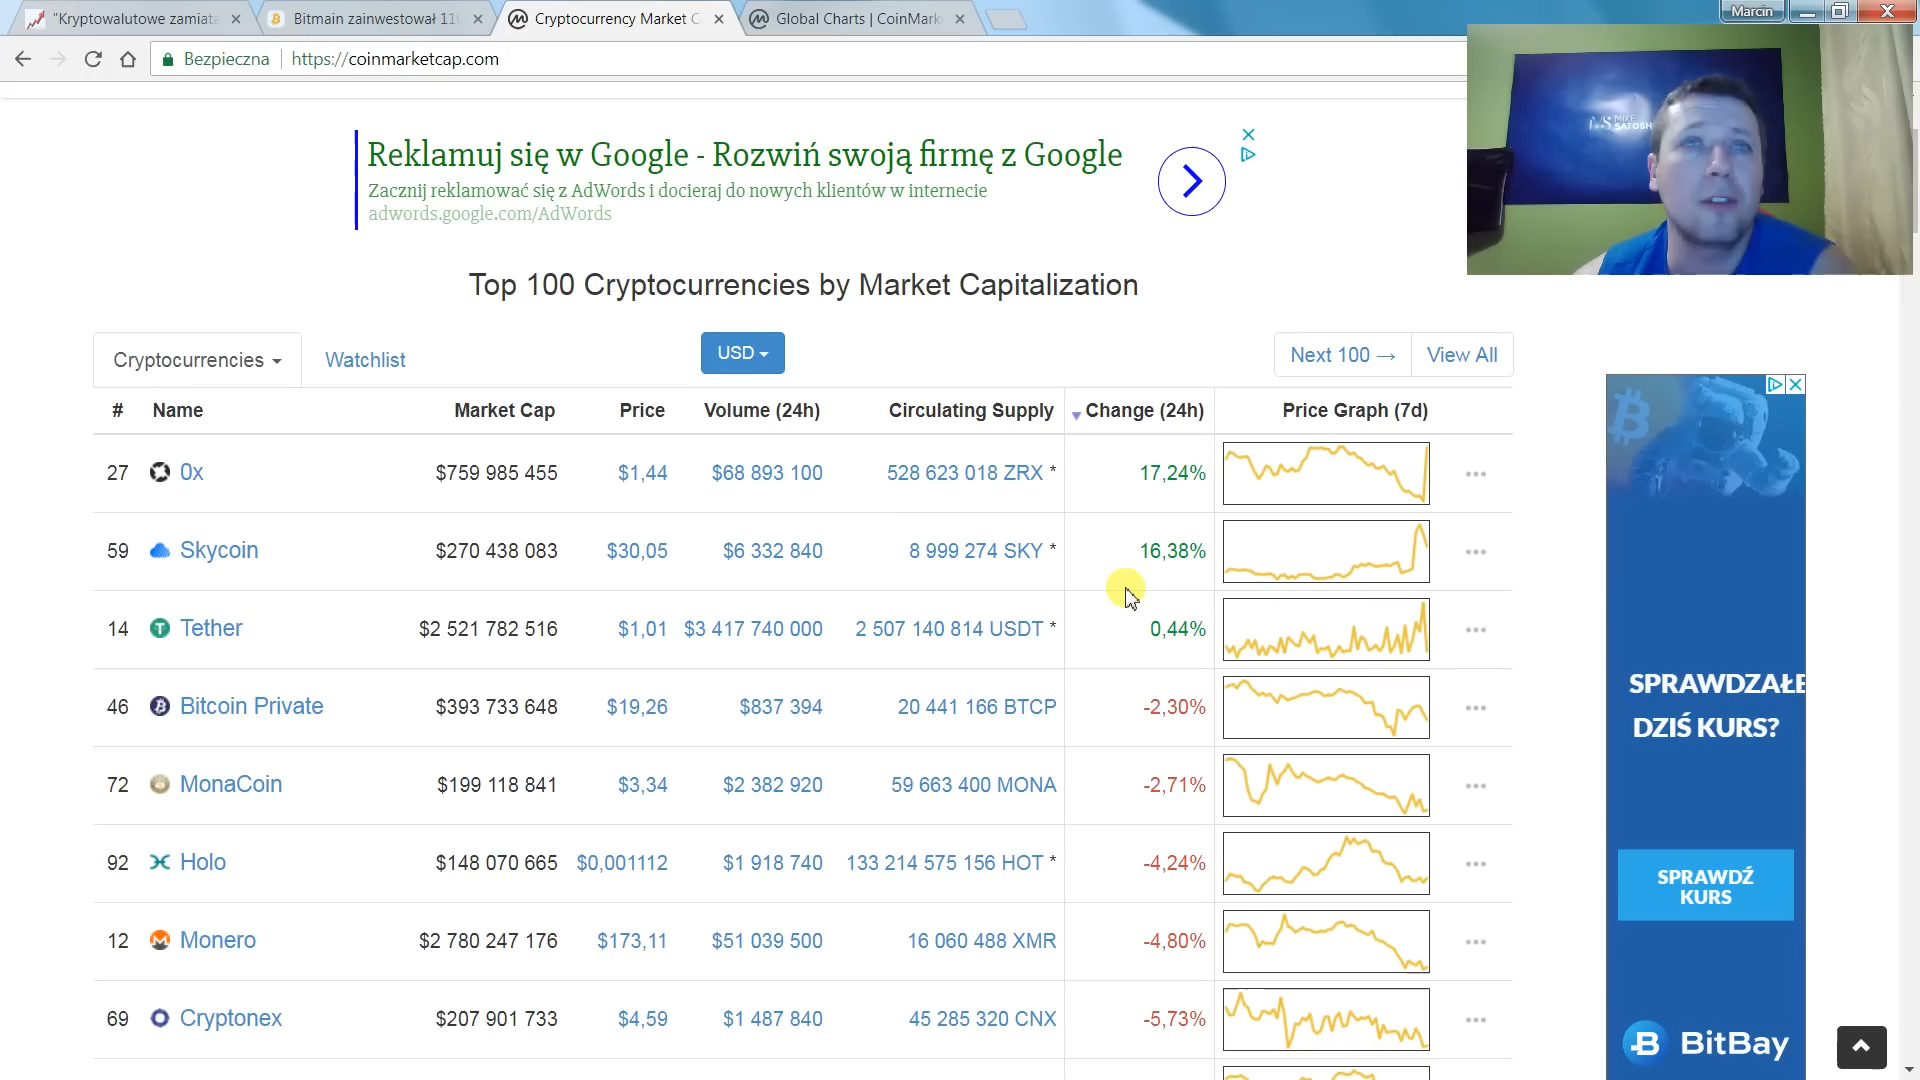 "Kryptowalutowe zamiat
Bitmain zainwestował 11
Cryptocurrency Market C
Global Charts | CoinMark
Marcin
Bezpieczna
https://coinmarketcap.com
MIKE
SATOSH
Reklamuj się w Google - Rozwiń swoją firmę z Google
Zacznij reklamować się z AdWords i docieraj do nowych klientów w internecie
adwords.google.com/AdWords
Top 100 Cryptocurrencies by Market Capitalization
Cryptocurrencies Watchlist USD Next 100 → View All
# Name Market Cap Price Volume (24h) Circulating Supply Change (24h) Price Graph (7d)
27 0x $759 985 455 $1,44 $68 893 100 528 623 018 ZRX * 17,24%
59 Skycoin $270 438 083 $30,05 $6 332 840 8 999 274 SKY * 16,38%
14 Tether $2 521 782 516 $1,01 $3 417 740 000 2 507 140 814 USDT * 0,44%
46 Bitcoin Private $393 733 648 $19,26 $837 394 20 441 166 BTCP -2,30%
72 MonaCoin $199 118 841 $3,34 $2 382 920 59 663 400 MONA -2,71%
92 Holo $148 070 665 $0,001112 $1 918 740 133 214 575 156 HOT * -4,24%
12 Monero $2 780 247 176 $173,11 $51 039 500 16 060 488 XMR -4,80%
69 Cryptonex $207 901 733 $4,59 $1 487 840 45 285 320 CNX -5,73%
SPRAWDZAŁE
DZIŚ KURS?
SPRAWDŹ
KURS
BitBay